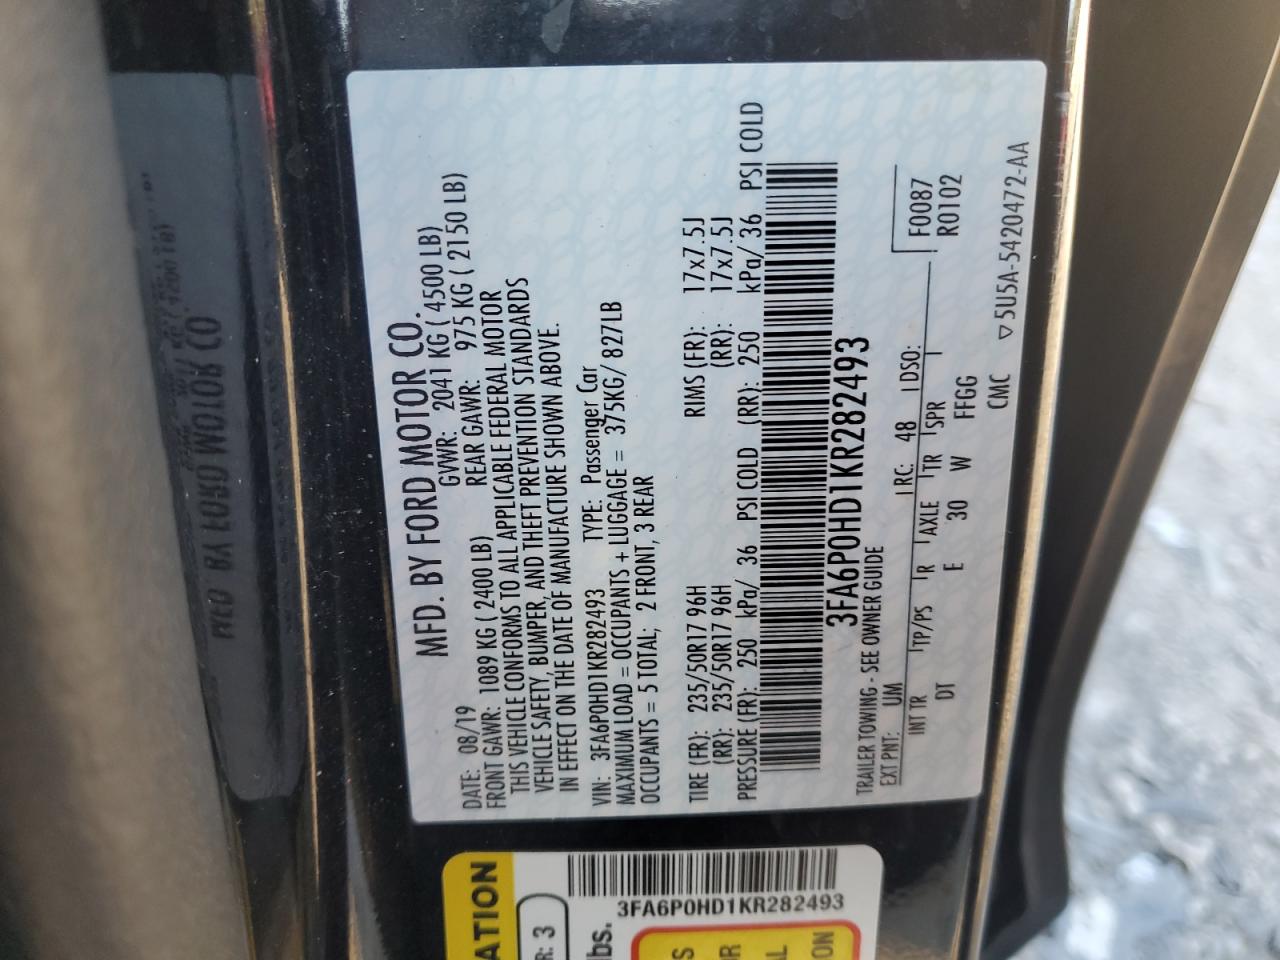 MFD. BY FORD MOTOR CO.
DATE: 08/19 GVWR: 2041 KG ( 4500 LB)
FRONT GAWR: 1089 KG ( 2400 LB) REAR GAWR: 975 KG ( 2150 LB)
THIS VEHICLE CONFORMS TO ALL APPLICABLE FEDERAL MOTOR
VEHICLE SAFETY, BUMPER, AND THEFT PREVENTION STANDARDS
IN EFFECT ON THE DATE OF MANUFACTURE SHOWN ABOVE.
VIN: 3FA6P0HD1KR282493 TYPE: Passenger Car
MAXIMUM LOAD = OCCUPANTS + LUGGAGE = 375KG/ 827LB
OCCUPANTS = 5 TOTAL; 2 FRONT, 3 REAR
TIRE (FR): 235/50R17 96H RIMS (FR): 17x7.5J
(RR): 235/50R17 96H (RR): 17x7.5J
PRESSURE (FR): 250 kPa/ 36 PSI COLD (RR): 250 kPa/ 36 PSI COLD
3FA6P0HD1KR282493
TRAILER TOWING - SEE OWNER GUIDE
EXT PNT: UM RC: 48 DSO:
F0087
R0102
INT TR TP/PS R AXLE TR SPR
DT E 30 W FFGG
CMC
▽5U5A-5420472-AA
ATION
R: 3
lbs.
3FA6P0HD1KR282493
S
OR
AL
ON